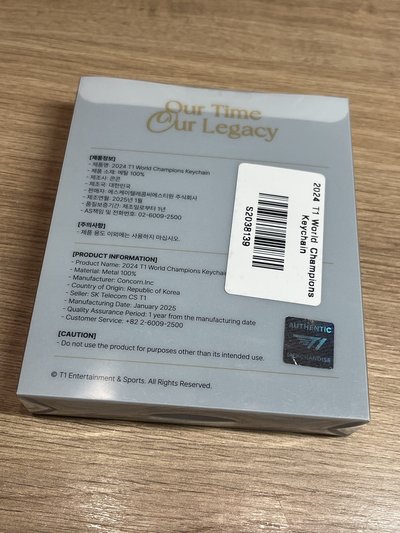 Our Time
Our Legacy
[제품정보]
- 제품명: 2024 T1 World Champions Keychain
- 제품 소재: 메탈 100%
- 제조사: 콘콘
- 제조국: 대한민국
- 판매자: 에스케이텔레콤씨에스티원 주식회사
- 제조연월: 2025년 1월
- 품질보증기간: 제조일로부터 1년
- AS책임 및 전화번호: 02-6009-2500
[주의사항]
- 제품 용도 이외에는 사용하지 마십시오.
[PRODUCT INFORMATION]
- Product Name: 2024 T1 World Champions Keychain
- Material: Metal 100%
- Manufacturer: Concorn.Inc
- Country of Origin: Republic of Korea
- Seller: SK Telecom CS T1
- Manufacturing Date: January 2025
- Quality Assurance Period: 1 year from the manufacturing date
- Customer Service: +82 2-6009-2500
[CAUTION]
- Do not use the product for purposes other than its intended use.
© T1 Entertainment & Sports. All Rights Reserved.
2024 T1 World Champions
Keychain
S2038139
AUTHENTIC
T1
MERCHANDISE